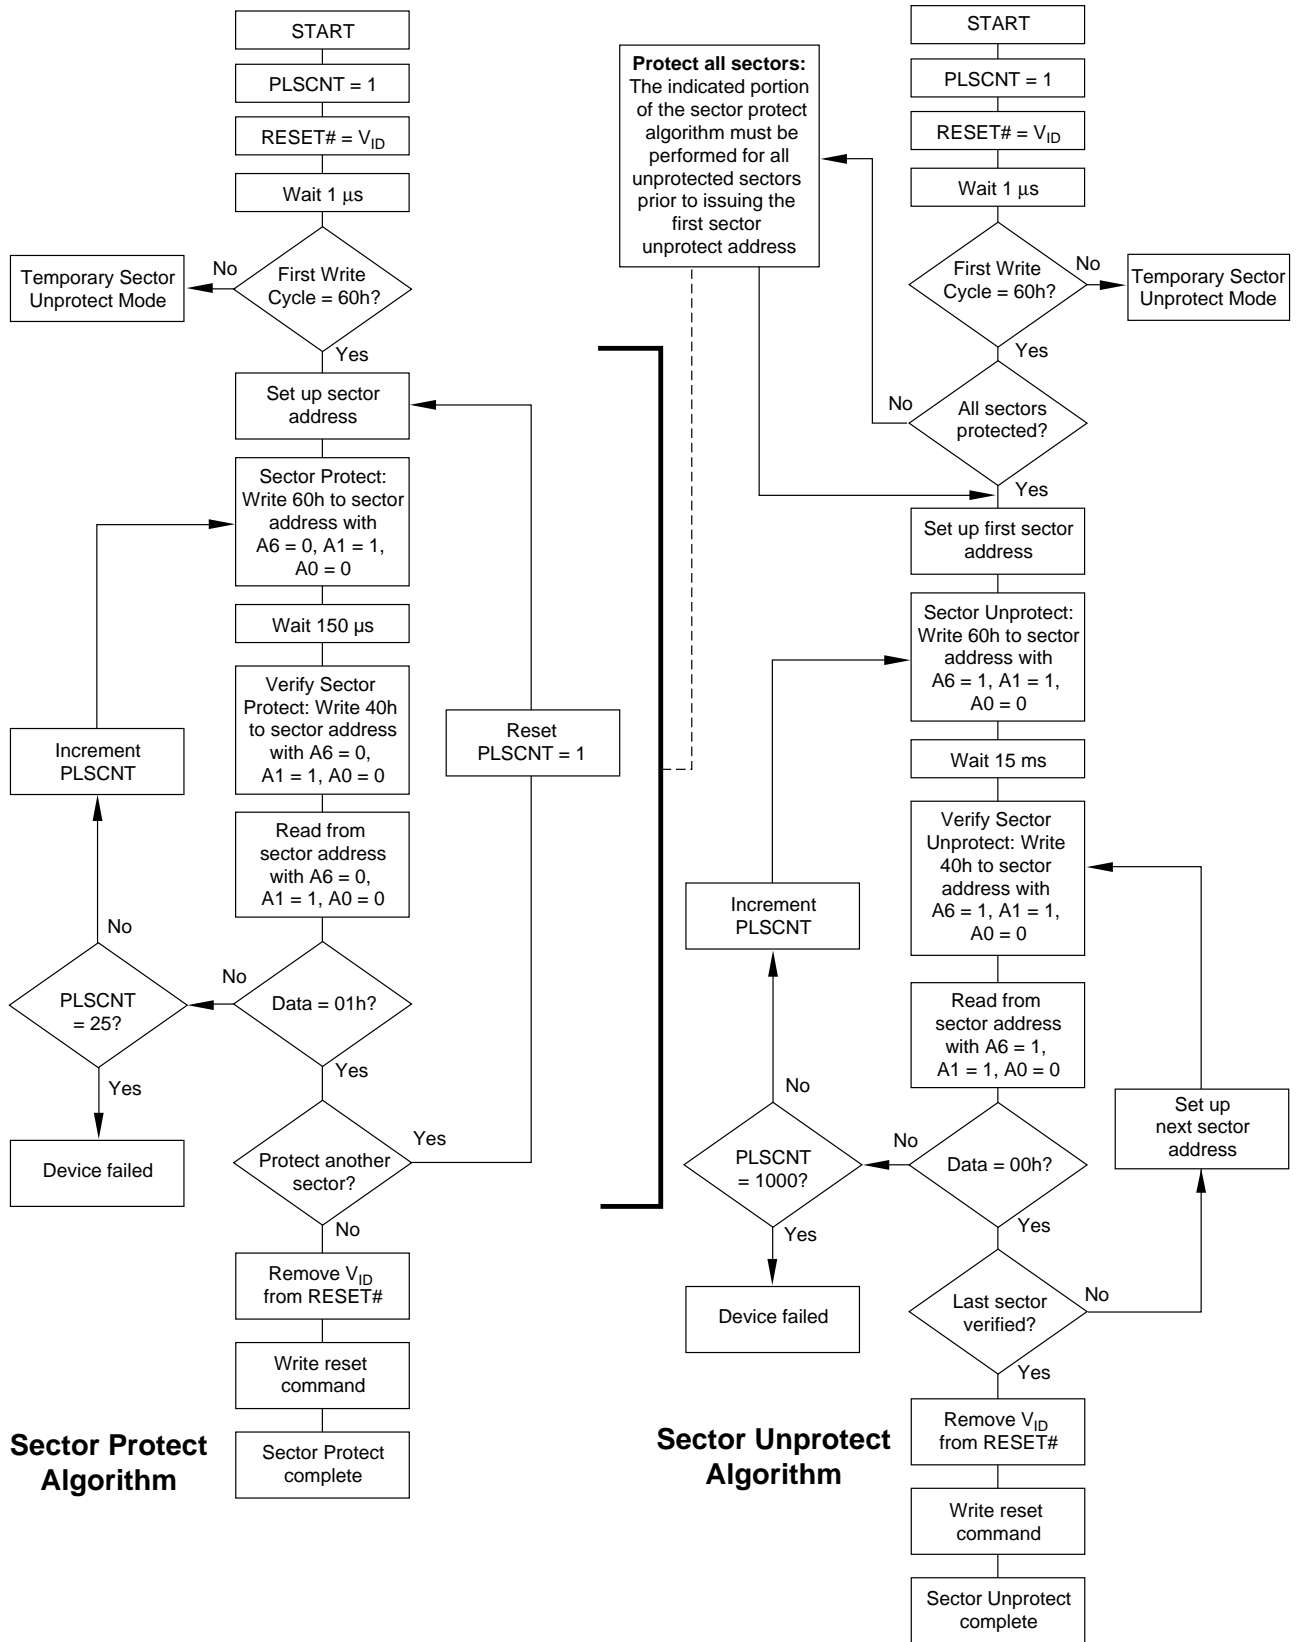 START
PLSCNT = 1
RESET# = VID
Wait 1 μs
First Write
Cycle = 60h?
No
Temporary Sector
Unprotect Mode
Yes
Set up sector
address
Sector Protect:
Write 60h to sector
address with
A6 = 0, A1 = 1,
A0 = 0
Wait 150 µs
Verify Sector
Protect: Write 40h
to sector address
with A6 = 0,
A1 = 1, A0 = 0
Reset
PLSCNT = 1
Increment
PLSCNT
Read from
sector address
with A6 = 0,
A1 = 1, A0 = 0
No
No
PLSCNT
= 25?
Data = 01h?
Yes
Yes
Device failed
Protect another
sector?
Yes
No
Remove VID
from RESET#
Write reset
command
Sector Protect
complete
Sector Protect
Algorithm
Protect all sectors:
The indicated portion
of the sector protect
algorithm must be
performed for all
unprotected sectors
prior to issuing the
first sector
unprotect address
START
PLSCNT = 1
RESET# = VID
Wait 1 μs
First Write
Cycle = 60h?
No
Temporary Sector
Unprotect Mode
Yes
No
All sectors
protected?
Yes
Set up first sector
address
Sector Unprotect:
Write 60h to sector
address with
A6 = 1, A1 = 1,
A0 = 0
Wait 15 ms
Verify Sector
Unprotect: Write
40h to sector
address with
A6 = 1, A1 = 1,
A0 = 0
Increment
PLSCNT
Read from
sector address
with A6 = 1,
A1 = 1, A0 = 0
No
No
PLSCNT
= 1000?
Data = 00h?
Set up
next sector
address
Yes
Yes
Device failed
Last sector
verified?
No
Yes
Remove VID
from RESET#
Write reset
command
Sector Unprotect
complete
Sector Unprotect
Algorithm